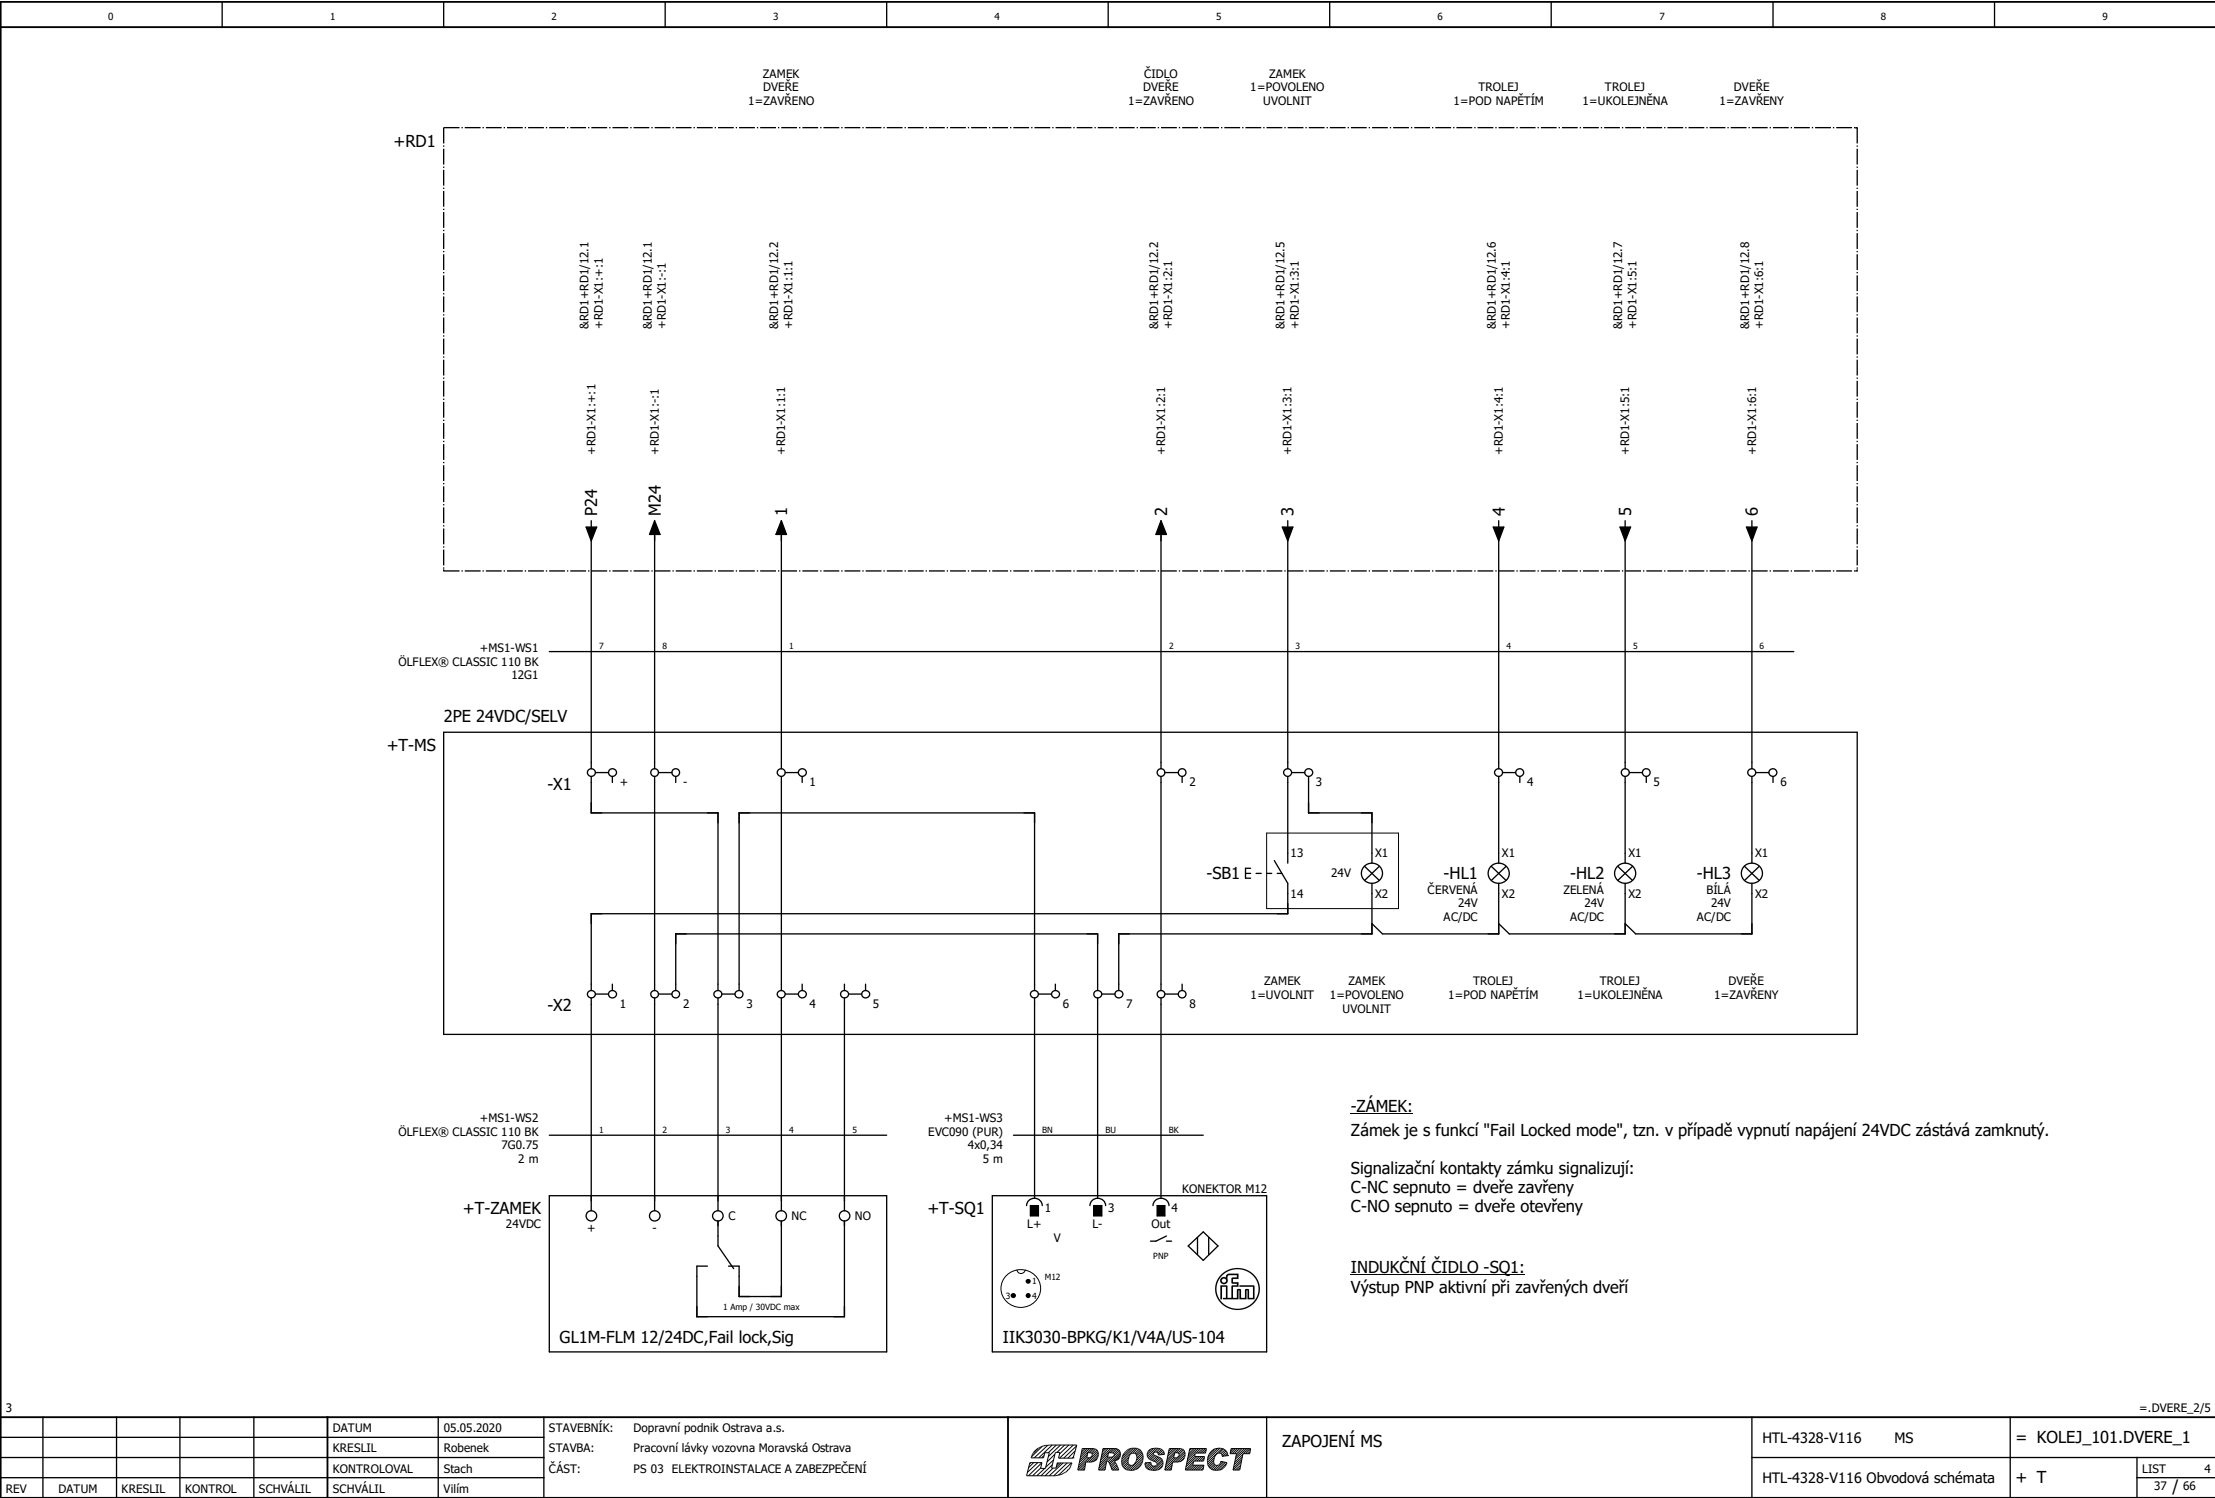 0 1 2 3 4 5 6 7 8 9
ZAMEK
DVEŘE
1=ZAVŘENO
ČIDLO
DVEŘE
1=ZAVŘENO
ZAMEK
1=POVOLENO
UVOLNIT
TROLEJ
1=POD NAPĚTÍM
TROLEJ
1=UKOLEJNĚNA
DVEŘE
1=ZAVŘENY
+RD1
&RD1+RD1/12.1
+RD1-X1:+:1
&RD1+RD1/12.1
+RD1-X1:-:1
&RD1+RD1/12.2
+RD1-X1:1:1
&RD1+RD1/12.2
+RD1-X1:2:1
&RD1+RD1/12.5
+RD1-X1:3:1
&RD1+RD1/12.6
+RD1-X1:4:1
&RD1+RD1/12.7
+RD1-X1:5:1
&RD1+RD1/12.8
+RD1-X1:6:1
+RD1-X1:+:1
+RD1-X1:-:1
+RD1-X1:1:1
+RD1-X1:2:1
+RD1-X1:3:1
+RD1-X1:4:1
+RD1-X1:5:1
+RD1-X1:6:1
P24 M24 1 2 3 4 5 6
+MS1-WS1
ÖLFLEX® CLASSIC 110 BK
12G1
7 8 1 2 3 4 5 6
2PE 24VDC/SELV
+T-MS
-X1
+ - 1 2 3 4 5 6
-SB1 E
13
14
24V
X1
X2
-HL1
ČERVENÁ
24V
AC/DC
X1
X2
-HL2
ZELENÁ
24V
AC/DC
X1
X2
-HL3
BÍLÁ
24V
AC/DC
X1
X2
-X2
1 2 3 4 5 6 7 8
ZAMEK
1=UVOLNIT
ZAMEK
1=POVOLENO
UVOLNIT
TROLEJ
1=POD NAPĚTÍM
TROLEJ
1=UKOLEJNĚNA
DVEŘE
1=ZAVŘENY
+MS1-WS2
ÖLFLEX® CLASSIC 110 BK
7G0.75
2 m
1 2 3 4 5
+MS1-WS3
EVC090 (PUR)
4x0,34
5 m
BN BU BK
+T-ZAMEK
24VDC
+ - C NC NO
1 Amp / 30VDC max
GL1M-FLM 12/24DC,Fail lock,Sig
+T-SQ1
KONEKTOR M12
1 3 4
L+ L- Out
V
PNP
M12
1
3 4
ifm
IIK3030-BPKG/K1/V4A/US-104
-ZÁMEK:
Zámek je s funkcí "Fail Locked mode", tzn. v případě vypnutí napájení 24VDC zástává zamknutý.
Signalizační kontakty zámku signalizují:
C-NC sepnuto = dveře zavřeny
C-NO sepnuto = dveře otevřeny
INDUKČNÍ ČIDLO -SQ1:
Výstup PNP aktivní při zavřených dveří
3
=.DVERE_2/5
DATUM 05.05.2020
KRESLIL Robenek
KONTROLOVAL Stach
REV DATUM KRESLIL KONTROL SCHVÁLIL SCHVÁLIL Vilím
STAVEBNÍK: Dopravní podnik Ostrava a.s.
STAVBA: Pracovní lávky vozovna Moravská Ostrava
ČÁST: PS 03 ELEKTROINSTALACE A ZABEZPEČENÍ
PROSPECT
ZAPOJENÍ MS
HTL-4328-V116 MS
HTL-4328-V116 Obvodová schémata
= KOLEJ_101.DVERE_1
+ T
LIST 4
37 / 66